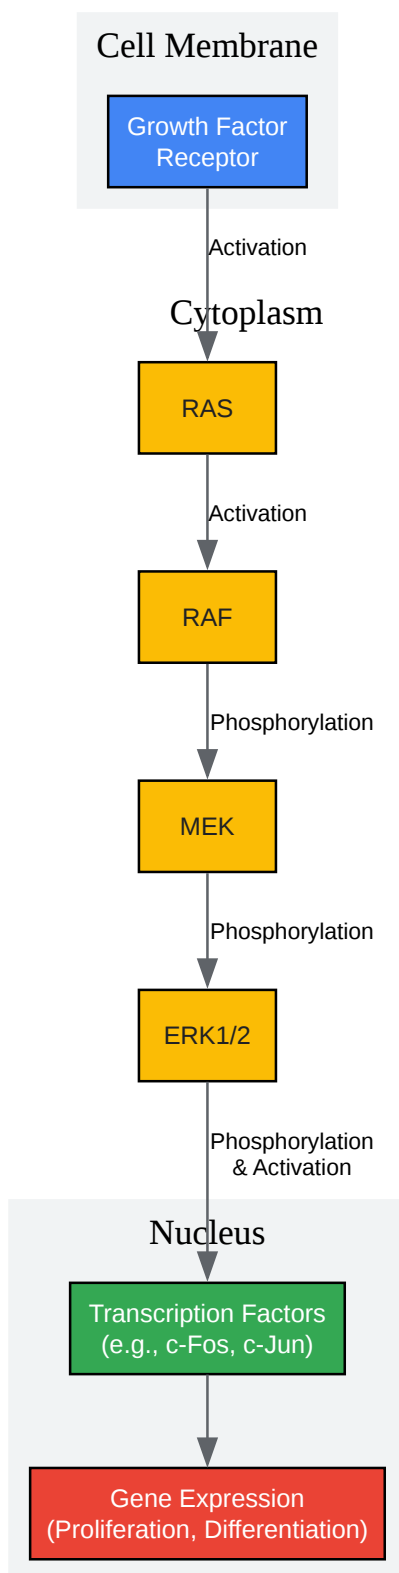 Cell Membrane
Growth Factor
Receptor
Activation
Cytoplasm
RAS
Activation
RAF
Phosphorylation
MEK
Phosphorylation
ERK1/2
Phosphorylation
& Activation
Nucleus
Transcription Factors
(e.g., c-Fos, c-Jun)
Gene Expression
(Proliferation, Differentiation)